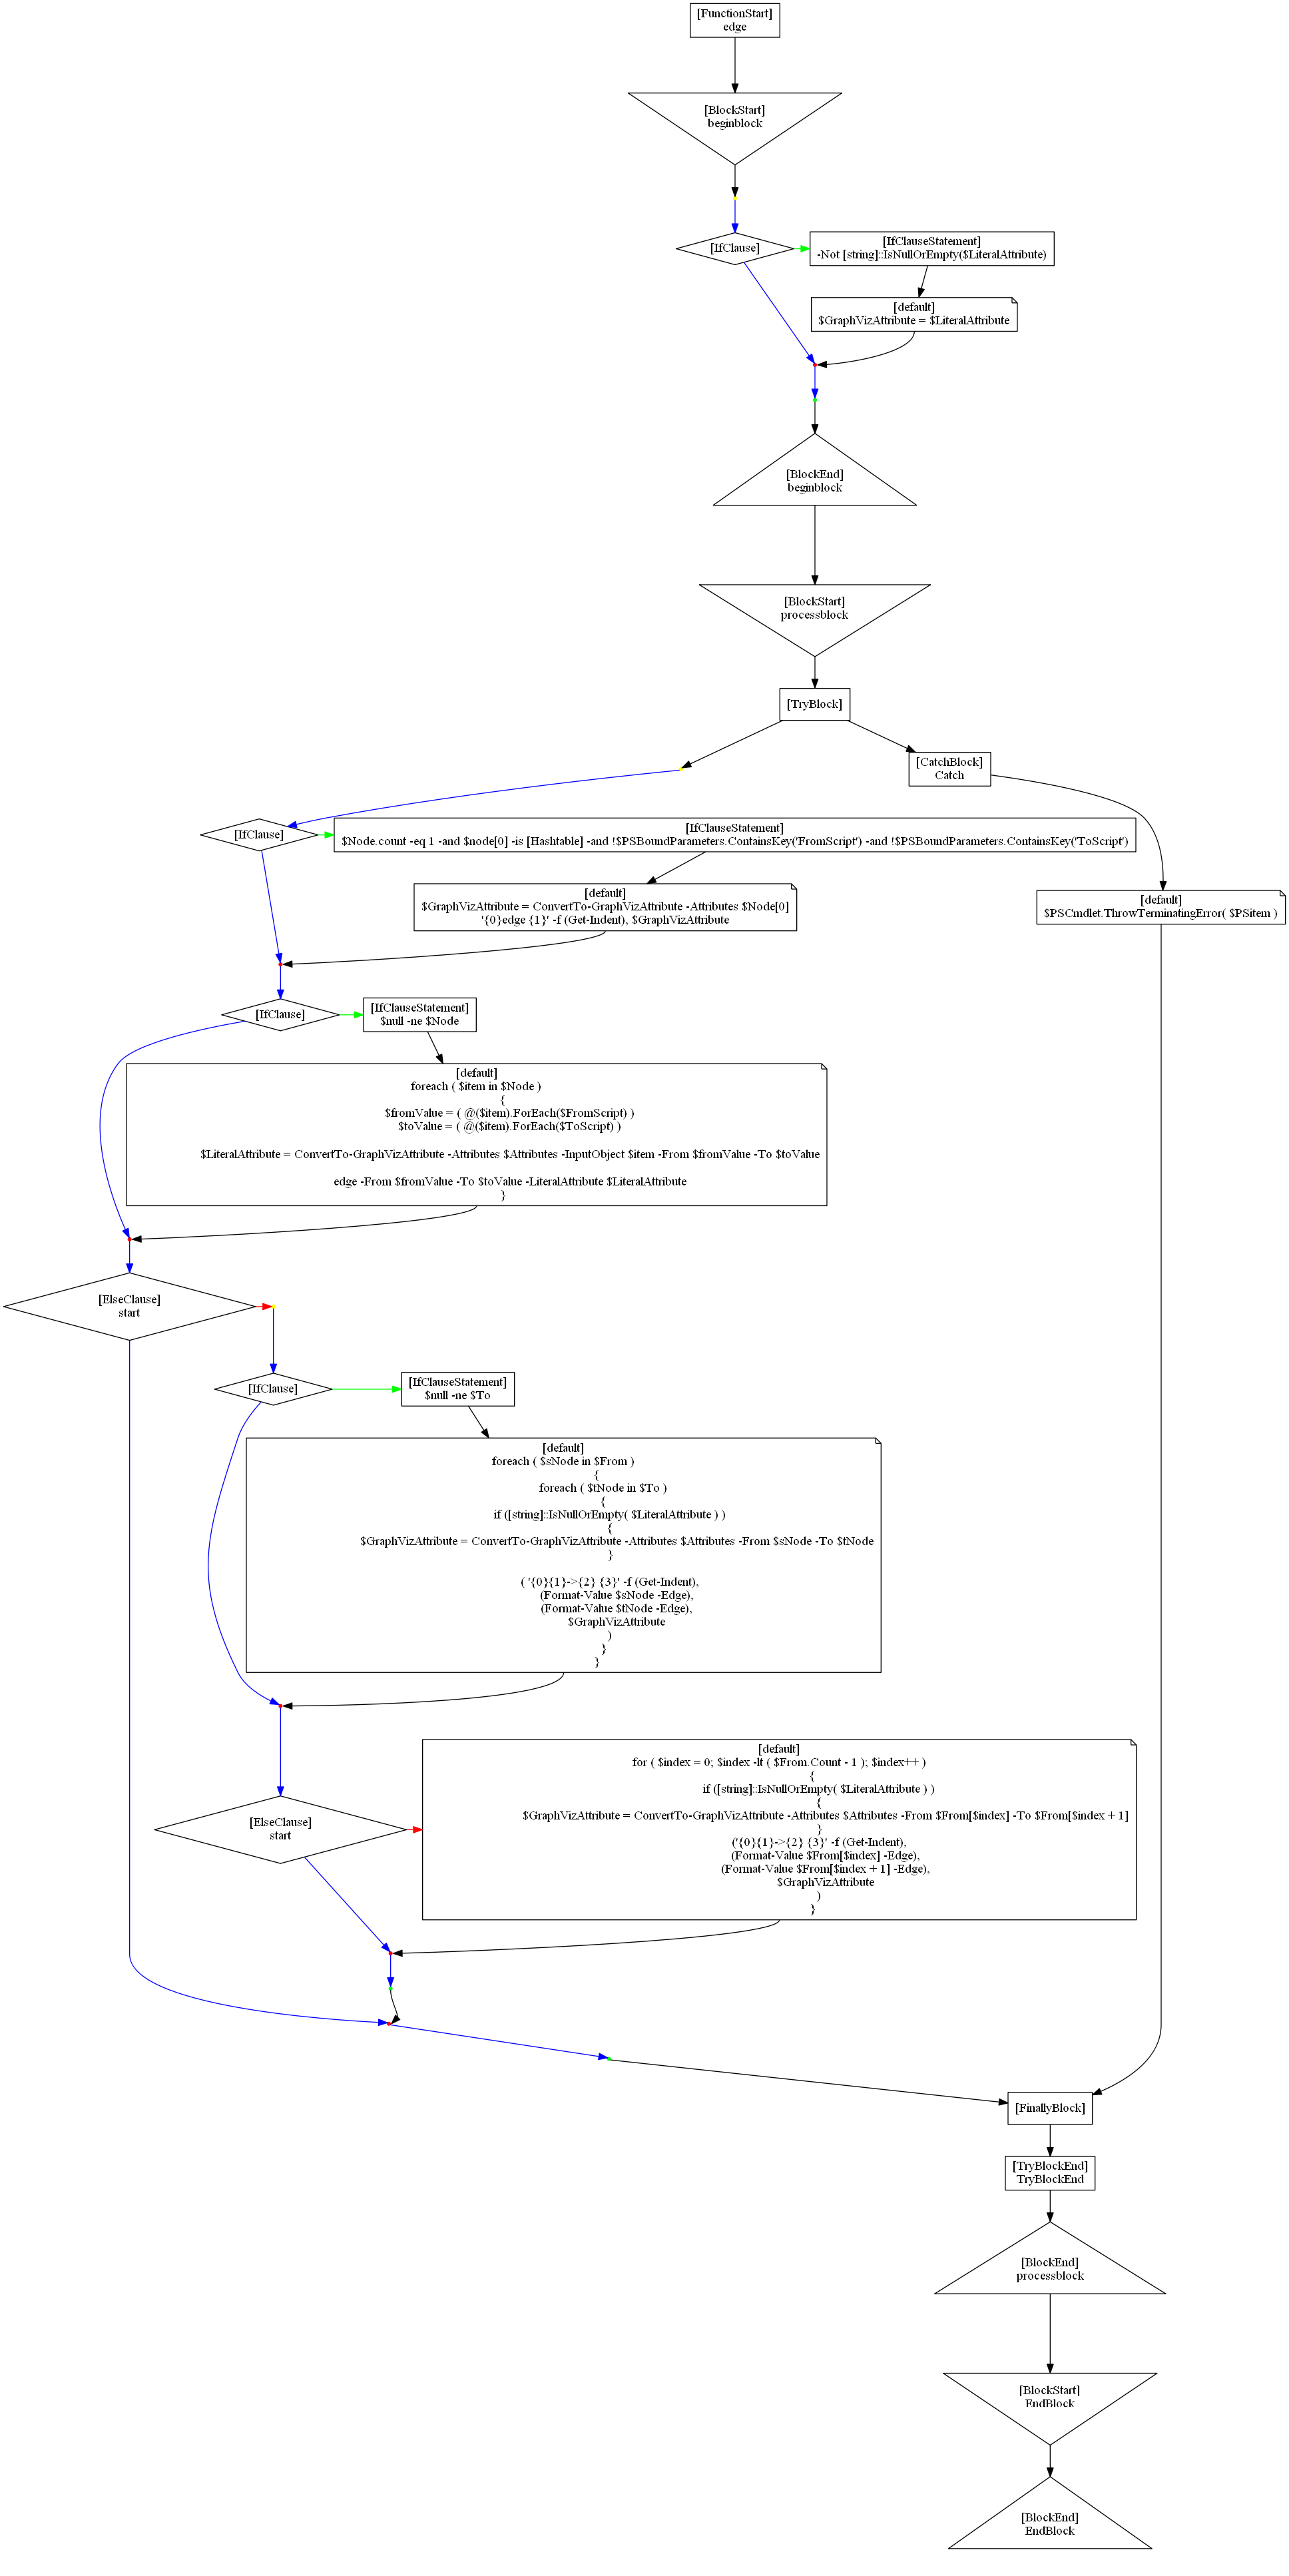 [FunctionStart]
edge
[BlockStart]
beginblock
[IfClause]
[IfClauseStatement]
-Not [string]::IsNullOrEmpty($LiteralAttribute)
[default]
$GraphVizAttribute = $LiteralAttribute
[BlockEnd]
beginblock
[BlockStart]
processblock
[TryBlock]
[CatchBlock]
Catch
[IfClause]
[IfClauseStatement]
$Node.count -eq 1 -and $node[0] -is [Hashtable] -and !$PSBoundParameters.ContainsKey('FromScript') -and !$PSBoundParameters.ContainsKey('ToScript')
[default]
$GraphVizAttribute = ConvertTo-GraphVizAttribute -Attributes $Node[0]
'{0}edge {1}' -f (Get-Indent), $GraphVizAttribute
[default]
$PSCmdlet.ThrowTerminatingError( $PSitem )
[IfClause]
[IfClauseStatement]
$null -ne $Node
[default]
foreach ( $item in $Node )
{
$fromValue = ( @($item).ForEach($FromScript) )
$toValue = ( @($item).ForEach($ToScript) )
$LiteralAttribute = ConvertTo-GraphVizAttribute -Attributes $Attributes -InputObject $item -From $fromValue -To $toValue
edge -From $fromValue -To $toValue -LiteralAttribute $LiteralAttribute
}
[ElseClause]
start
[IfClause]
[IfClauseStatement]
$null -ne $To
[default]
foreach ( $sNode in $From )
{
foreach ( $tNode in $To )
{
if ([string]::IsNullOrEmpty( $LiteralAttribute ) )
{
$GraphVizAttribute = ConvertTo-GraphVizAttribute -Attributes $Attributes -From $sNode -To $tNode
}
( '{0}{1}->{2} {3}' -f (Get-Indent),
(Format-Value $sNode -Edge),
(Format-Value $tNode -Edge),
$GraphVizAttribute
)
}
}
[ElseClause]
start
[default]
for ( $index = 0; $index -lt ( $From.Count - 1 ); $index++ )
{
if ([string]::IsNullOrEmpty( $LiteralAttribute ) )
{
$GraphVizAttribute = ConvertTo-GraphVizAttribute -Attributes $Attributes -From $From[$index] -To $From[$index + 1]
}
('{0}{1}->{2} {3}' -f (Get-Indent),
(Format-Value $From[$index] -Edge),
(Format-Value $From[$index + 1] -Edge),
$GraphVizAttribute
)
}
[FinallyBlock]
[TryBlockEnd]
TryBlockEnd
[BlockEnd]
processblock
[BlockStart]
EndBlock
[BlockEnd]
EndBlock